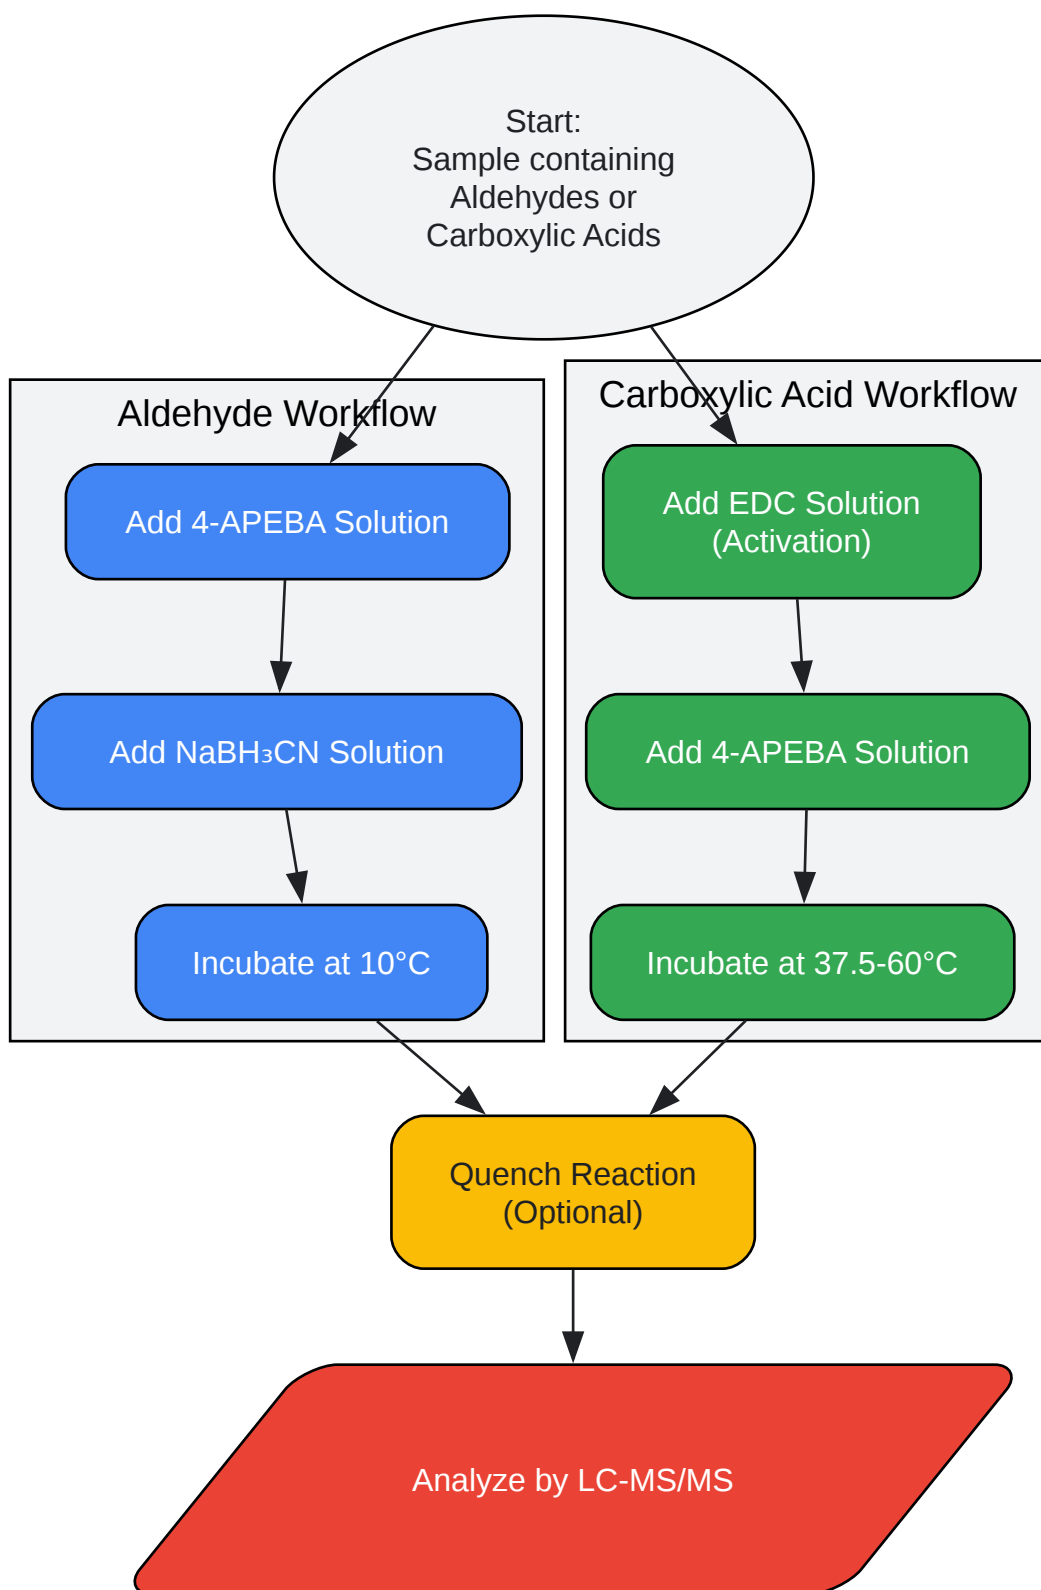 Start:
Sample containing
Aldehydes or
Carboxylic Acids
Aldehyde Workflow
Add 4-APEBA Solution
Add NaBH₃CN Solution
Incubate at 10°C
Carboxylic Acid Workflow
Add EDC Solution
(Activation)
Add 4-APEBA Solution
Incubate at 37.5-60°C
Quench Reaction
(Optional)
Analyze by LC-MS/MS